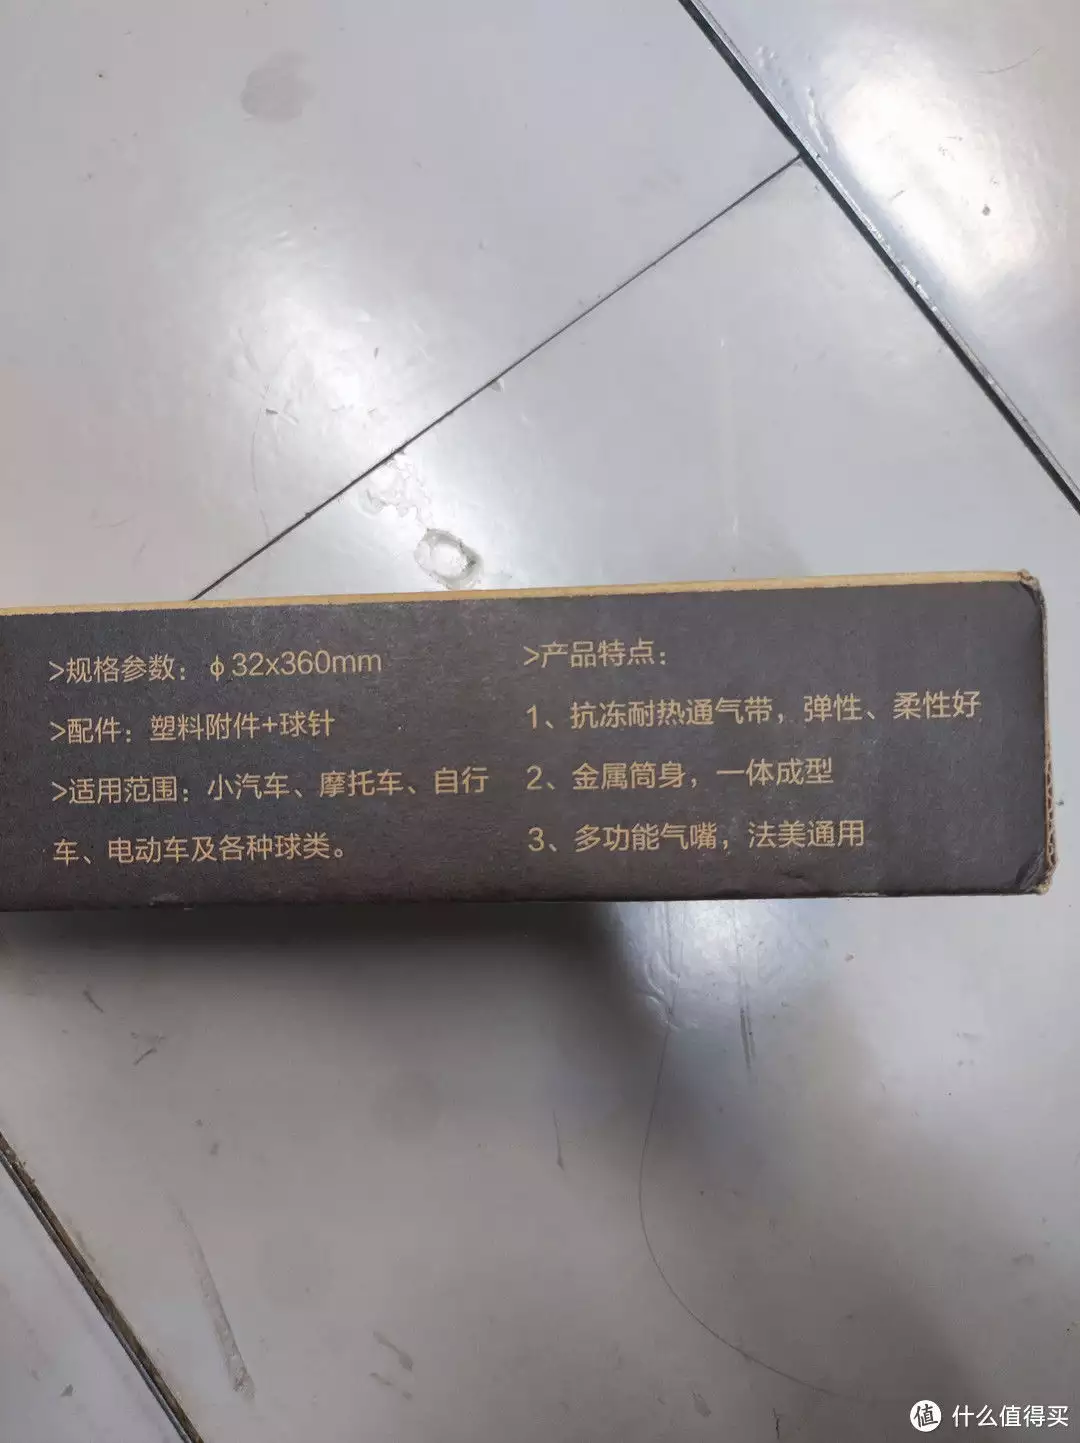 >规格参数：ф32x360mm
>配件：塑料附件+球针
>适用范围：小汽车、摩托车、自行
车、电动车及各种球类。
>产品特点：
1、抗冻耐热通气带，弹性、柔性好
2、金属筒身，一体成型
3、多功能气嘴，法美通用
值 什么值得买